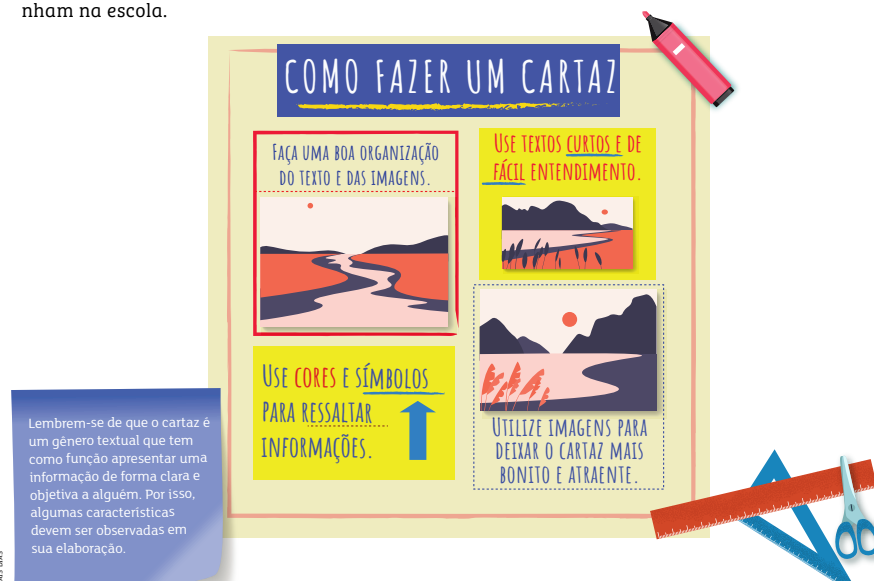 nham na escola.
COMO FAZER UM CARTAZ
FAÇA UMA BOA ORGANIZAÇÃO
DO TEXTO E DAS IMAGENS.
USE TEXTOS CURTOS E DE
FÁCIL ENTENDIMENTO.
USE CORES E SÍMBOLOS
PARA RESSALTAR
INFORMAÇÕES.
UTILIZE IMAGENS PARA
DEIXAR O CARTAZ MAIS
BONITO E ATRAENTE.
Lembrem-se de que o cartaz é
um gênero textual que tem
como função apresentar uma
informação de forma clara e
objetiva a alguém. Por isso,
algumas características
devem ser observadas em
sua elaboração.